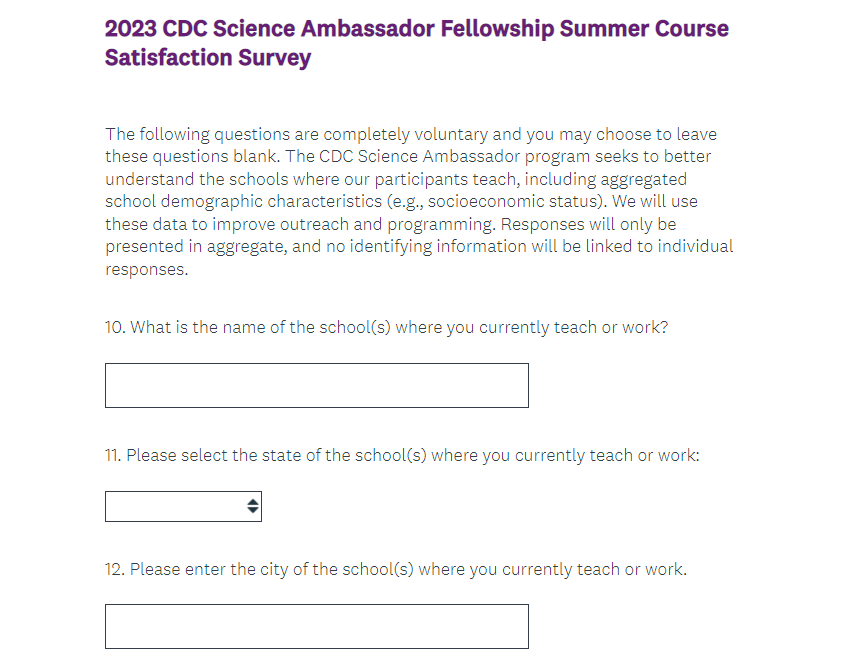 2023 CDC Science Ambassador Fellowship Summer Course
Satisfaction Survey
The following questions are completely voluntary and you may choose to leave
these questions blank. The CDC Science Ambassador program seeks to better
understand the schools where our participants teach, including aggregated
school demographic characteristics (e.g., socioeconomic status). We will use
these data to improve outreach and programming. Responses will only be
presented in aggregate, and no identifying information will be linked to individual
responses.
10. What is the name of the school(s) where you currently teach or work?
11. Please select the state of the school(s) where you currently teach or work:
12. Please enter the city of the school(s) where you currently teach or work.